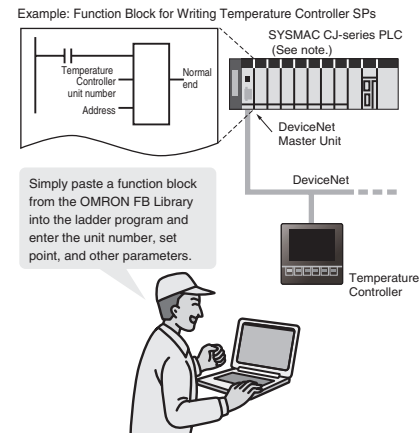 Example: Function Block for Writing Temperature Controller SPs
SYSMAC CJ-series PLC
(See note.)
Temperature
Controller
unit number
Address
Normal
end
DeviceNet
Master Unit
DeviceNet
Simply paste a function block
from the OMRON FB Library
into the ladder program and
enter the unit number, set
point, and other parameters.
Temperature
Controller